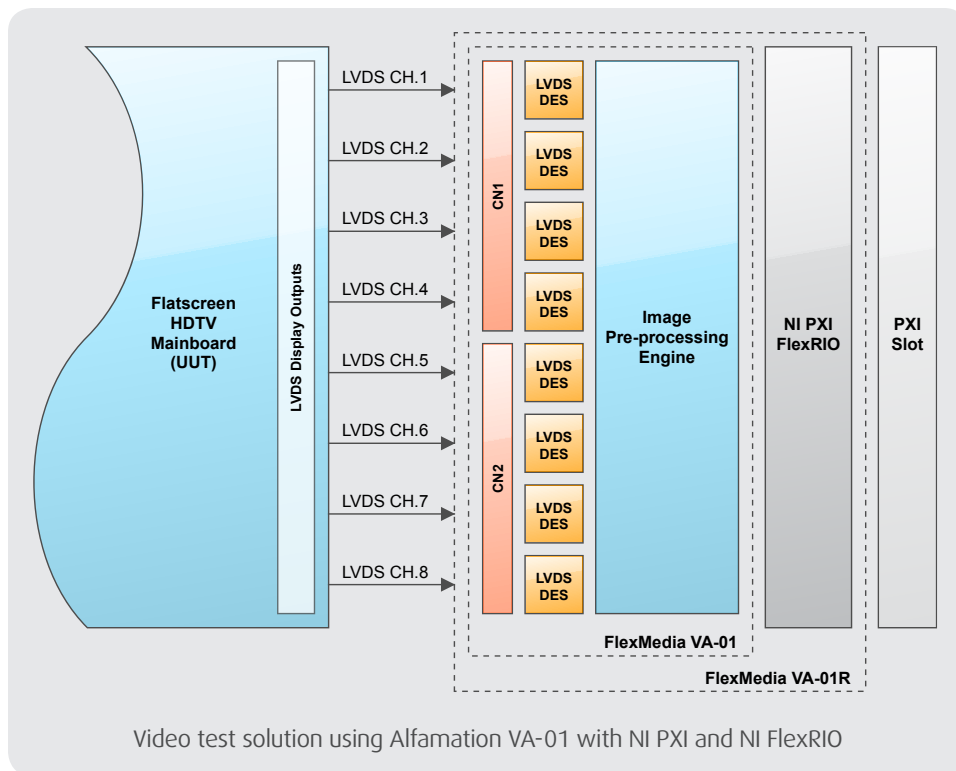 Flatscreen
HDTV
Mainboard
(UUT)
LVDS Display Outputs
LVDS CH.1
LVDS CH.2
LVDS CH.3
LVDS CH.4
LVDS CH.5
LVDS CH.6
LVDS CH.7
LVDS CH.8
CN1
CN2
LVDS
DES
LVDS
DES
LVDS
DES
LVDS
DES
LVDS
DES
LVDS
DES
LVDS
DES
LVDS
DES
Image
Pre-processing
Engine
NI PXI
FlexRIO
PXI
Slot
FlexMedia VA-01
FlexMedia VA-01R
Video test solution using Alfamation VA-01 with NI PXI and NI FlexRIO